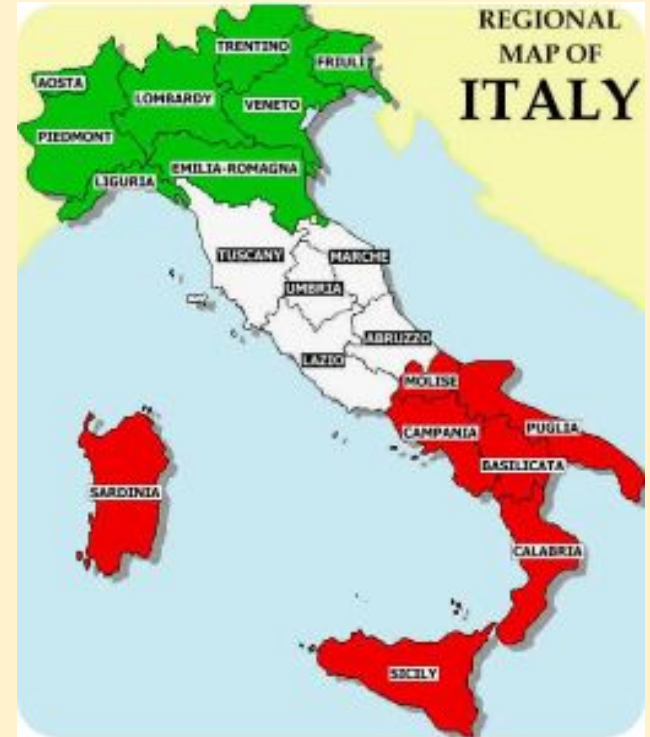 REGIONAL
MAP OF
ITALY
TRENTINO
FRIULI
AOSTA
LOMBARDY
VENETO
PIEDMONT
EMILIA-ROMAGNA
LIGURIA
TUSCANY
MARCHE
UMBRIA
ABRUZZO
LAZIO
MOLISE
CAMPANIA
PUGLIA
BASILICATA
SARDINIA
CALABRIA
SICILY